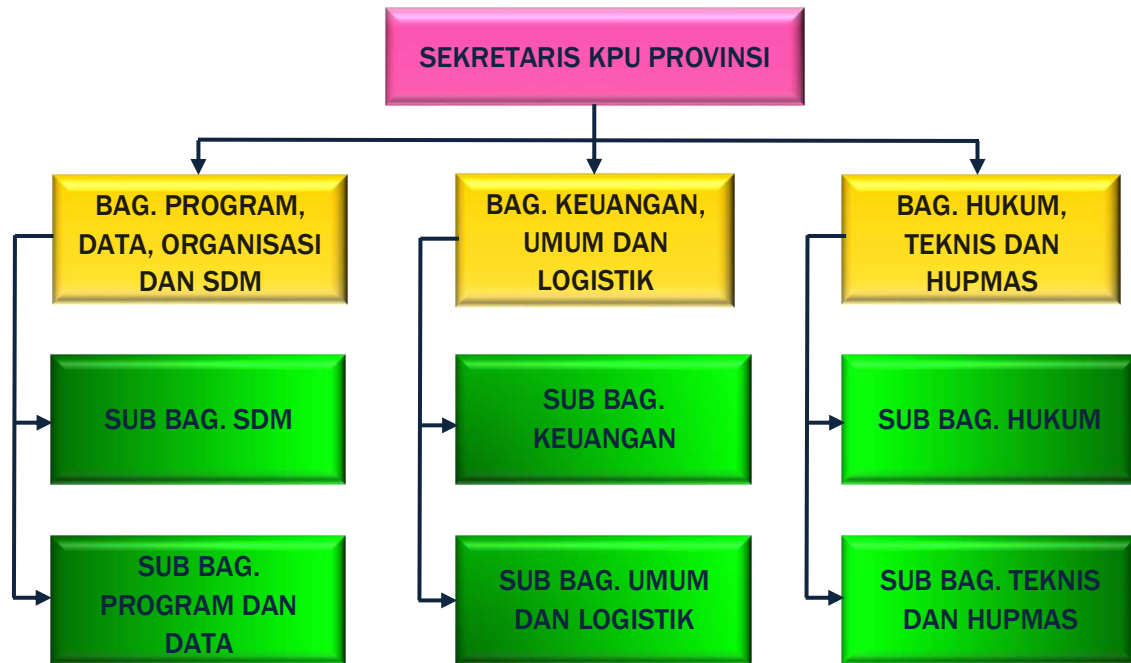 SEKRETARIS KPU PROVINSI
BAG. PROGRAM,
DATA, ORGANISASI
DAN SDM
BAG. KEUANGAN,
UMUM DAN
LOGISTIK
BAG. HUKUM,
TEKNIS DAN
HUPMAS
SUB BAG. SDM
SUB BAG.
KEUANGAN
SUB BAG. HUKUM
SUB BAG.
PROGRAM DAN
DATA
SUB BAG. UMUM
DAN LOGISTIK
SUB BAG. TEKNIS
DAN HUPMAS